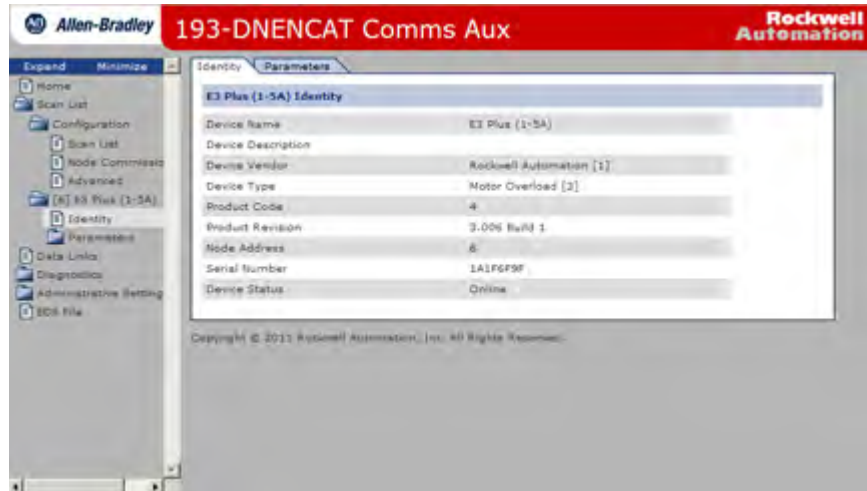 Allen-Bradley
193-DNENCAT Comms Aux
Rockwell
Automation
Expand Minimize
Home
Scan List
Configuration
Scan List
Node Commissio
Advanced
[6] E3 Plus (1-5A)
Identity
Parameters
Data Links
Diagnostics
Administrative Setting
EDS File
Identity Parameters
E3 Plus (1-5A) Identity
Device Name E3 Plus (1-5A)
Device Description
Device Vendor Rockwell Automation [1]
Device Type Motor Overload [3]
Product Code 4
Product Revision 3.006 Build 1
Node Address 6
Serial Number 1A1F6F9F
Device Status Online
Copyright © 2011 Rockwell Automation, Inc. All Rights Reserved.